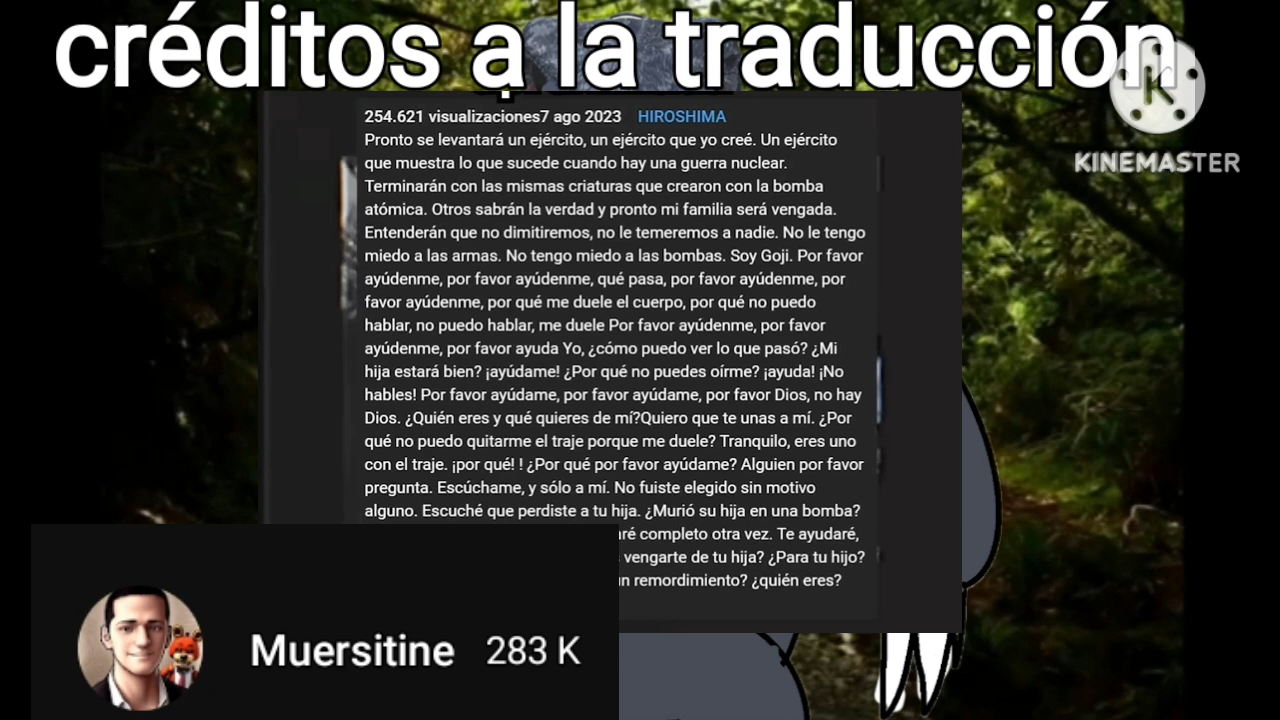 créditos a la traducción
KINEMASTER
254.621 visualizaciones7 ago 2023 HIROSHIMA
Pronto se levantará un ejército, un ejército que yo creé. Un ejército
que muestra lo que sucede cuando hay una guerra nuclear.
Terminarán con las mismas criaturas que crearon con la bomba
atómica. Otros sabrán la verdad y pronto mi familia será vengada.
Entenderán que no dimitiremos, no le temeremos a nadie. No le tengo
miedo a las armas. No tengo miedo a las bombas. Soy Goji. Por favor
ayúdenme, por favor ayúdenme, qué pasa, por favor ayúdenme, por
favor ayúdenme, por qué me duele el cuerpo, por qué no puedo
hablar, no puedo hablar, me duele Por favor ayúdenme, por favor
ayúdenme, por favor ayuda Yo, ¿cómo puedo ver lo que pasó? ¿Mi
hija estará bien? ¡ayúdame! ¿Por qué no puedes oírme? ¡ayuda! ¡No
hables! Por favor ayúdame, por favor ayúdame, por favor Dios, no hay
Dios. ¿Quién eres y qué quieres de mí?Quiero que te unas a mí. ¿Por
qué no puedo quitarme el traje porque me duele? Tranquilo, eres uno
con el traje. ¡por qué! ! ¿Por qué por favor ayúdame? Alguien por favor
pregunta. Escúchame, y sólo a mí. No fuiste elegido sin motivo
alguno. Escuché que perdiste a tu hija. ¿Murió su hija en una bomba?
completo otra vez. Te ayudaré,
vengarte de tu hija? ¿Para tu hijo?
remordimiento? ¿quién eres?
Muersitine 283 K